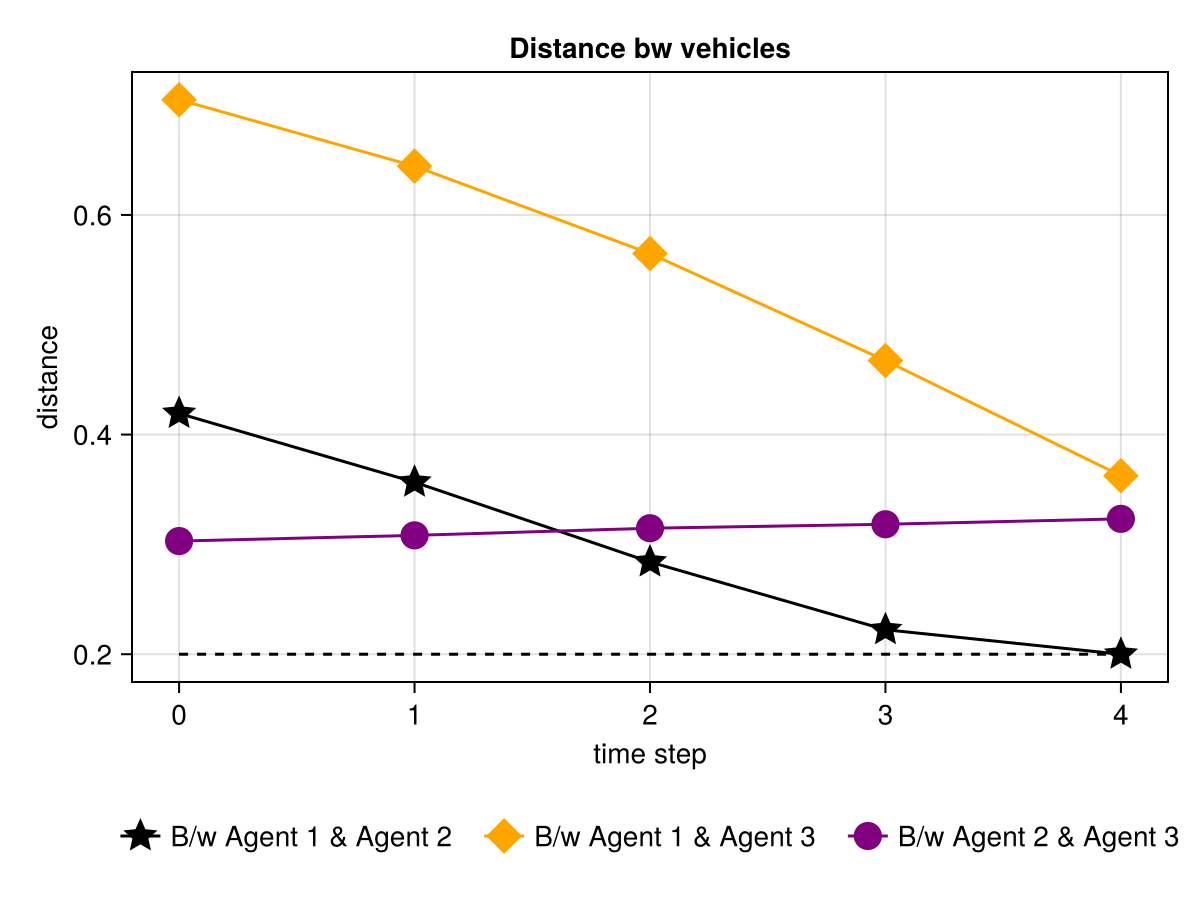 Distance bw vehicles
distance
0.6
0.4
0.2
0 1 2 3 4
time step
B/w Agent 1 & Agent 2 B/w Agent 1 & Agent 3 B/w Agent 2 & Agent 3